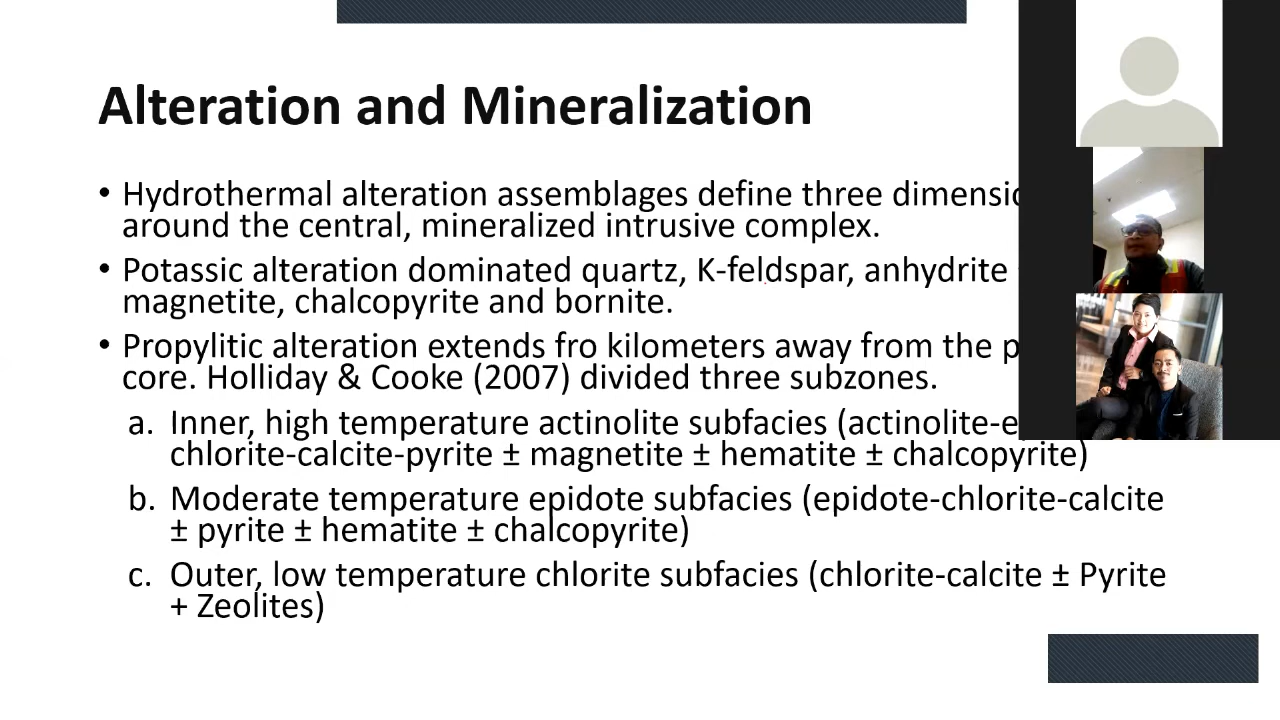 Alteration and Mineralization
• Hydrothermal alteration assemblages define three
around the central, mineralized intrusive complex.
• Potassic alteration dominated quartz, K-feldspar, anhydrite
magnetite, chalcopyrite and bornite.
• Propylitic alteration extends fro kilometers away from the
core. Holliday & Cooke (2007) divided three subzones.
a. Inner, high temperature actinolite subfacies
chlorite-calcite-pyrite ± magnetite ± hematite ± chalcopyrite)
b. Moderate temperature epidote subfacies (epidote-chlorite-calcite
± pyrite ± hematite ± chalcopyrite)
c. Outer, low temperature chlorite subfacies (chlorite-calcite ± Pyrite
+ Zeolites)